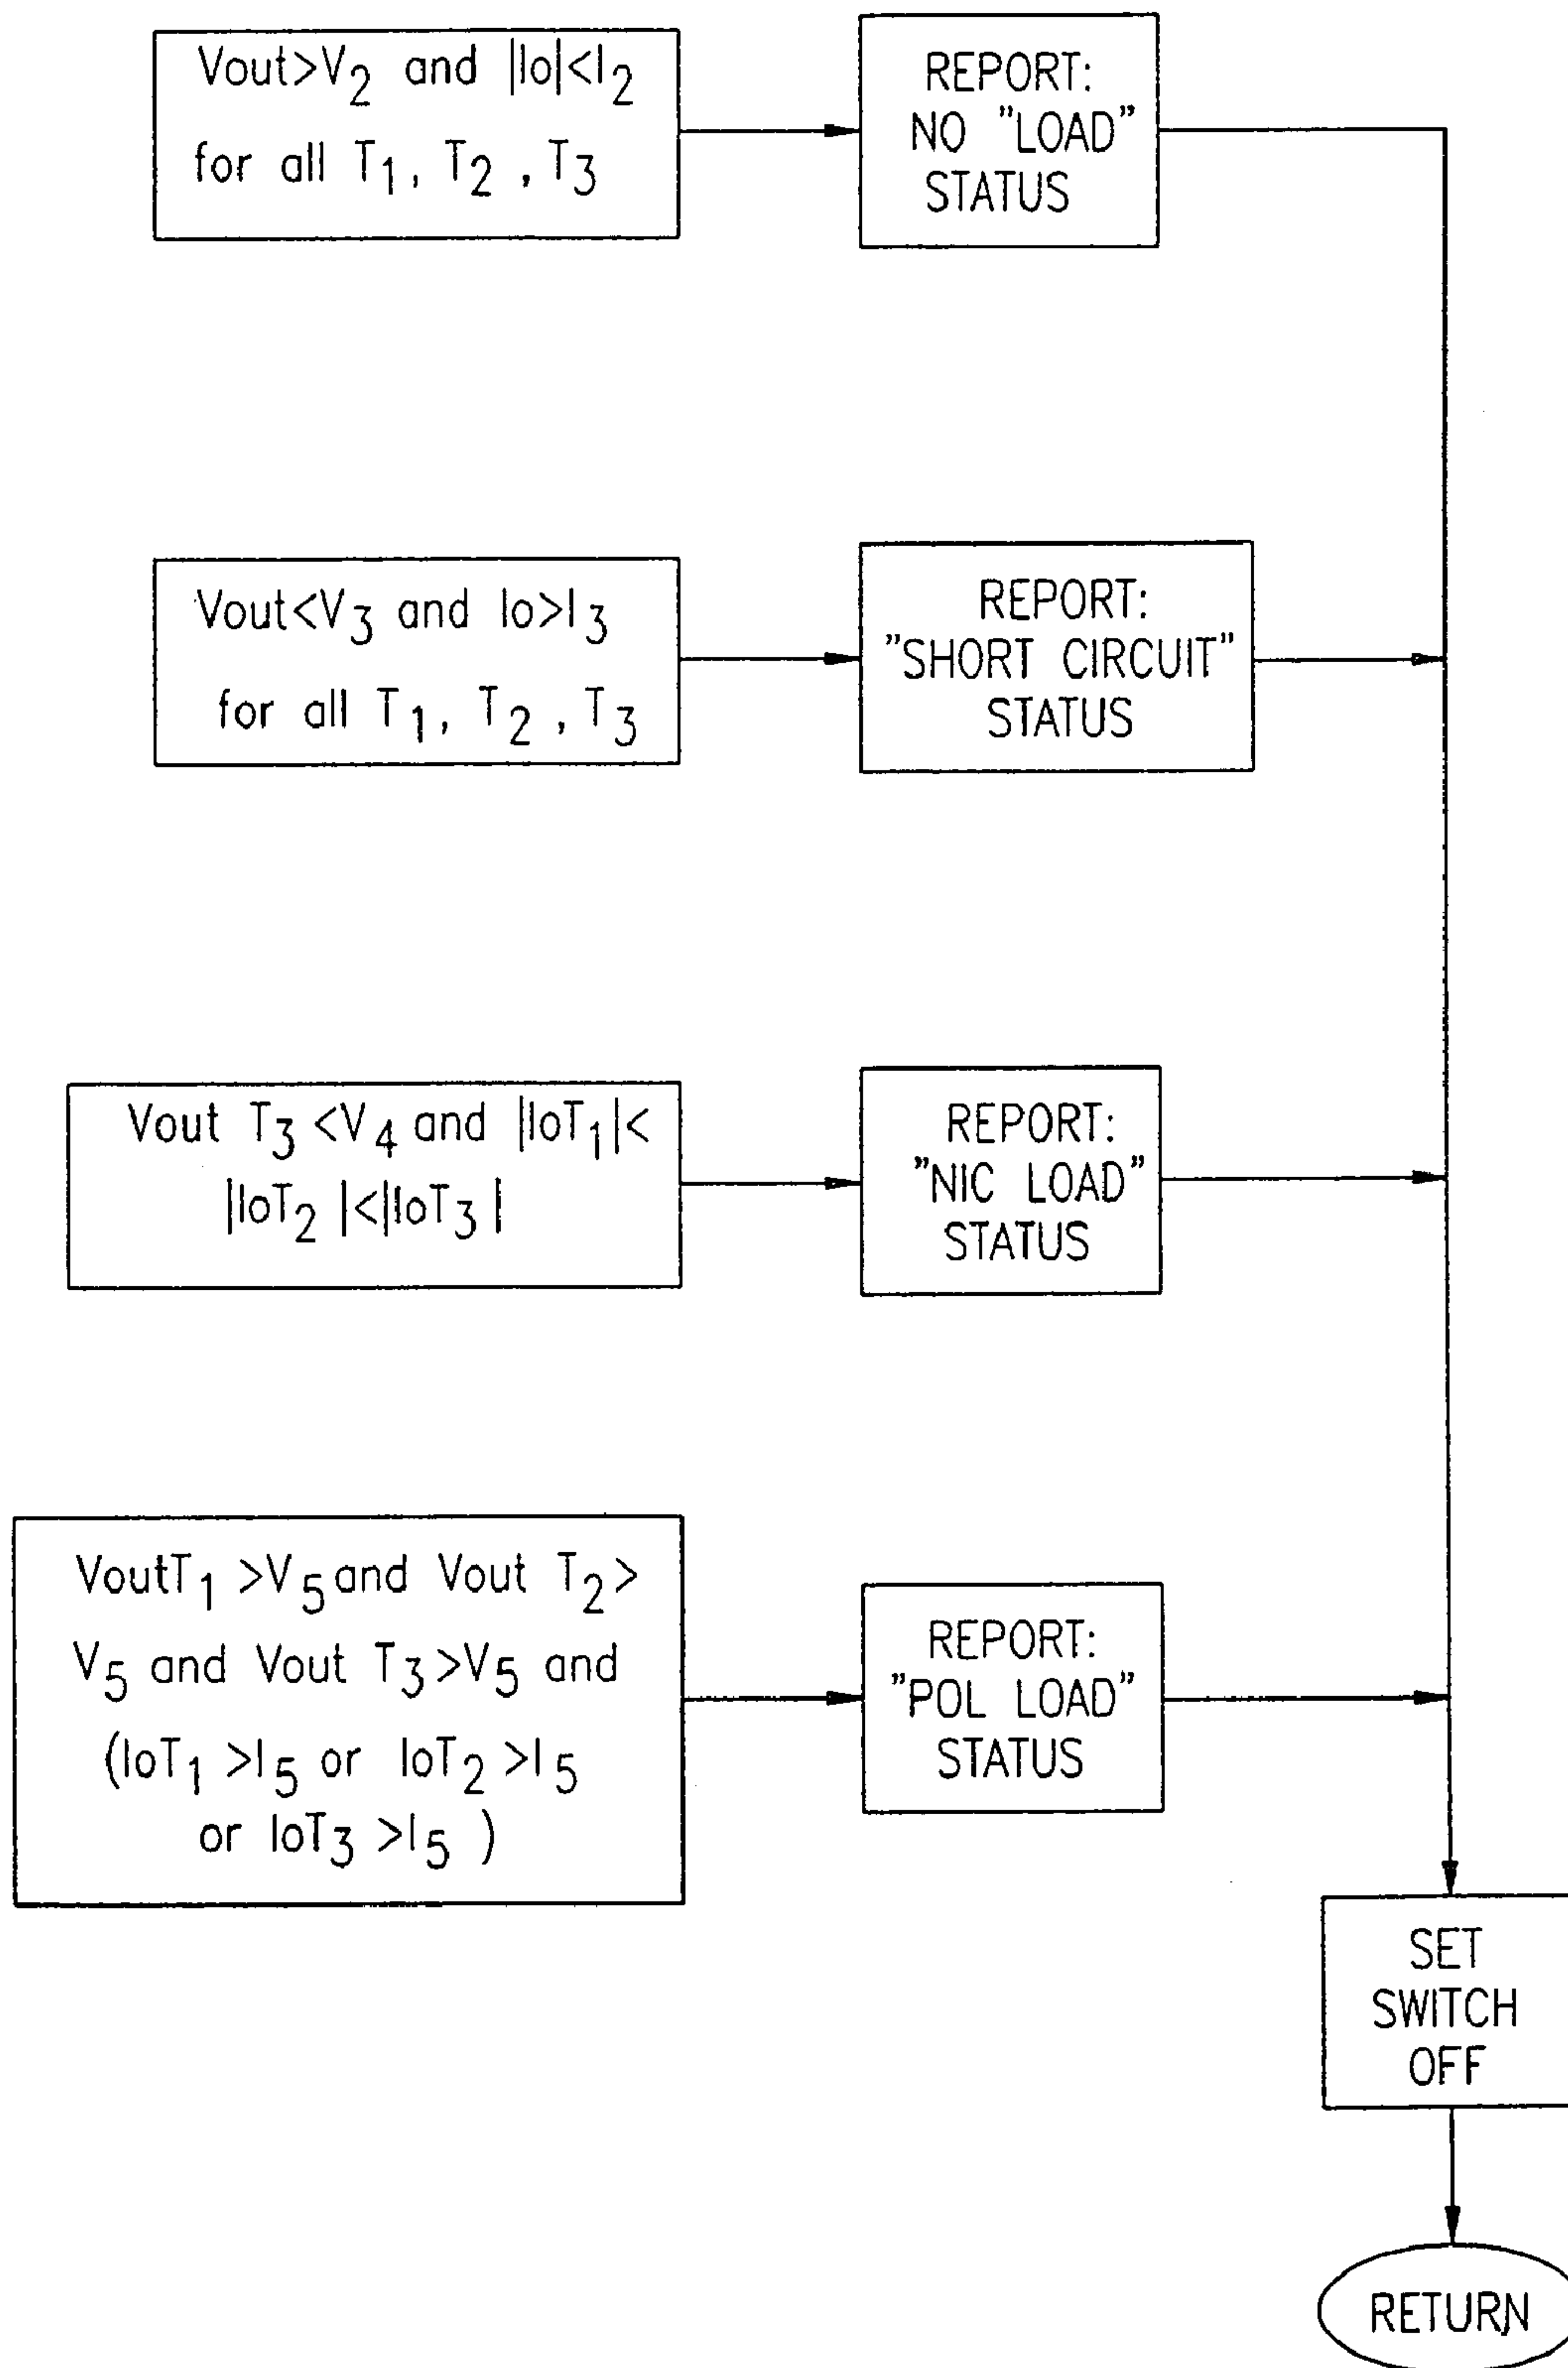 Vout>V2 and |Io|<I2
for all T1, T2 , T3
REPORT:
NO "LOAD"
STATUS
Vout<V3 and Io>I3
for all T1, T2 , T3
REPORT:
"SHORT CIRCUIT"
STATUS
Vout T3 <V4 and |IoT1|<
|IoT2 |<|IoT3 |
REPORT:
"NIC LOAD"
STATUS
VoutT1 >V5 and Vout T2>
V5 and Vout T3>V5 and
(IoT1 >I5 or IoT2 >I5
or IoT3 >I5 )
REPORT:
"POL LOAD"
STATUS
SET
SWITCH
OFF
RETURN